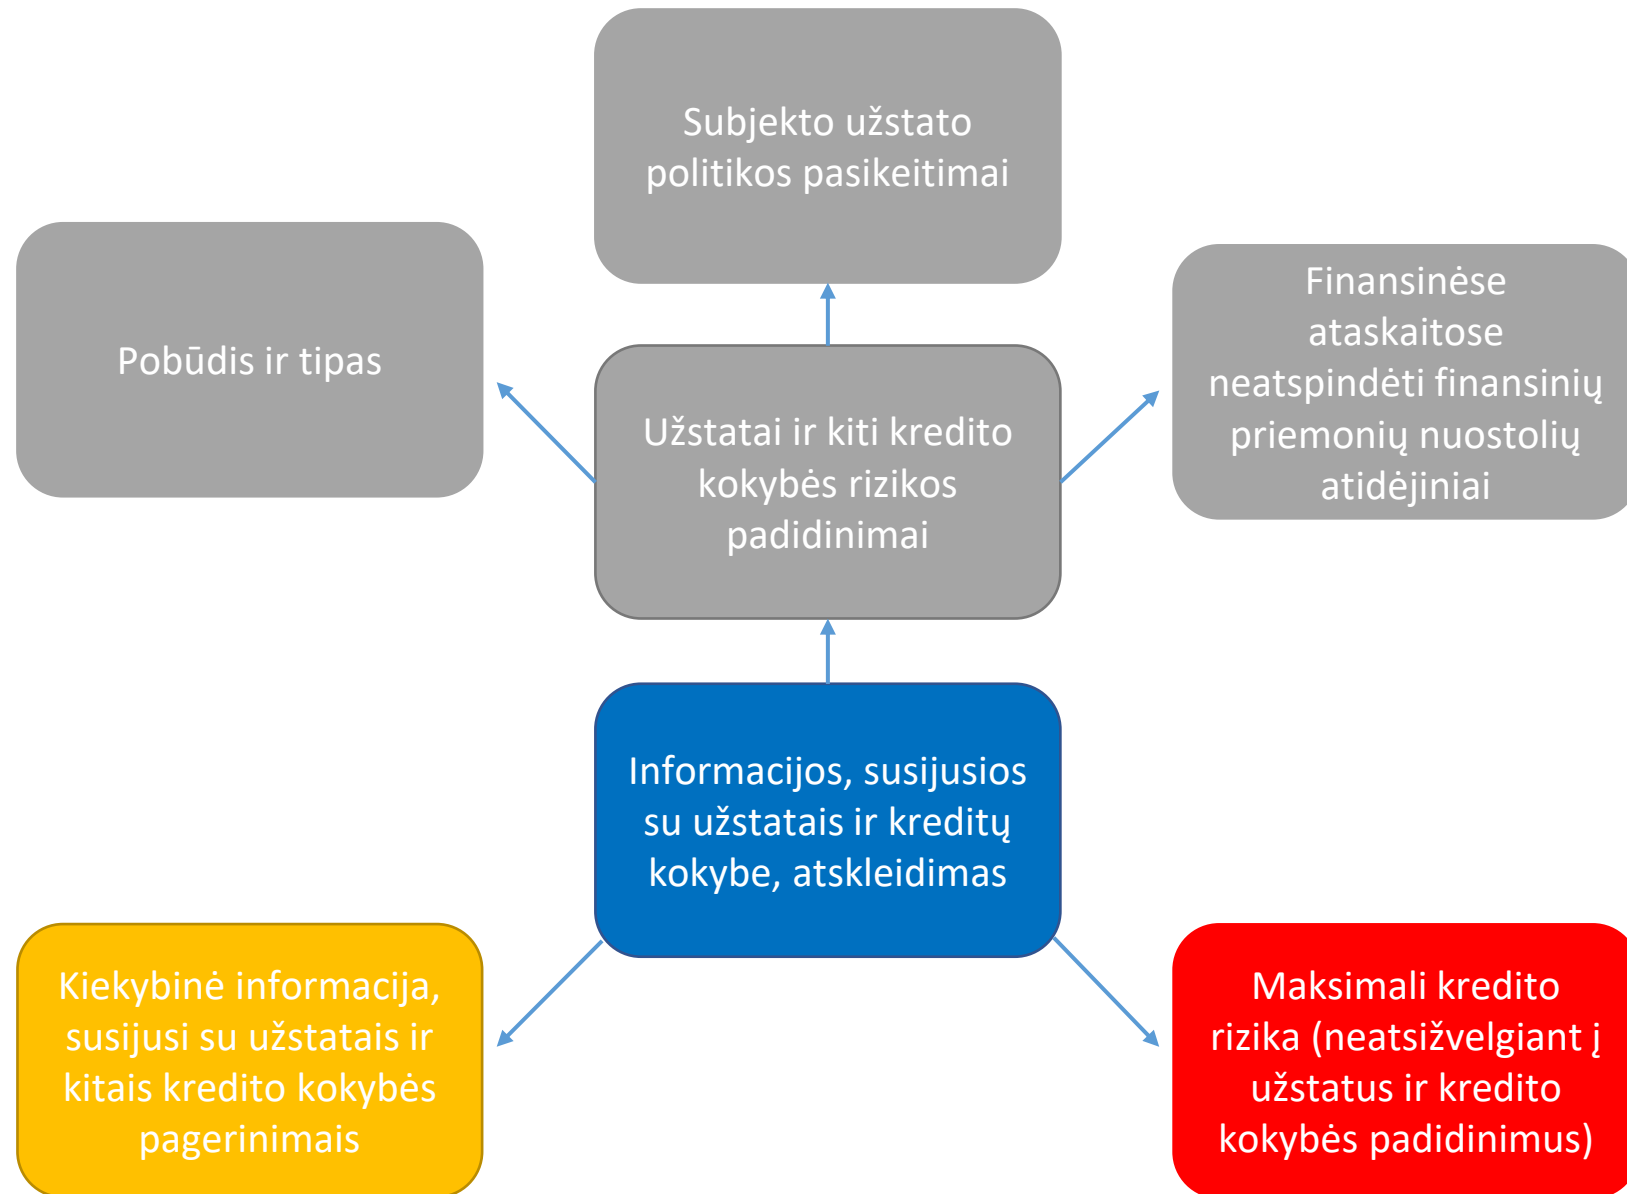 Subjekto užstato
politikos pasikeitimai
Pobūdis ir tipas
Finansinėse
ataskaitose
neatspindėti finansinių
priemonių nuostolių
atidėjiniai
Užstatai ir kiti kredito
kokybės rizikos
padidinimai
Informacijos, susijusios
su užstatais ir kreditų
kokybe, atskleidimas
Kiekybinė informacija,
susijusi su užstatais ir
kitais kredito kokybės
pagerinimais
Maksimali kredito
rizika (neatsižvelgiant į
užstatus ir kredito
kokybės padidinimus)